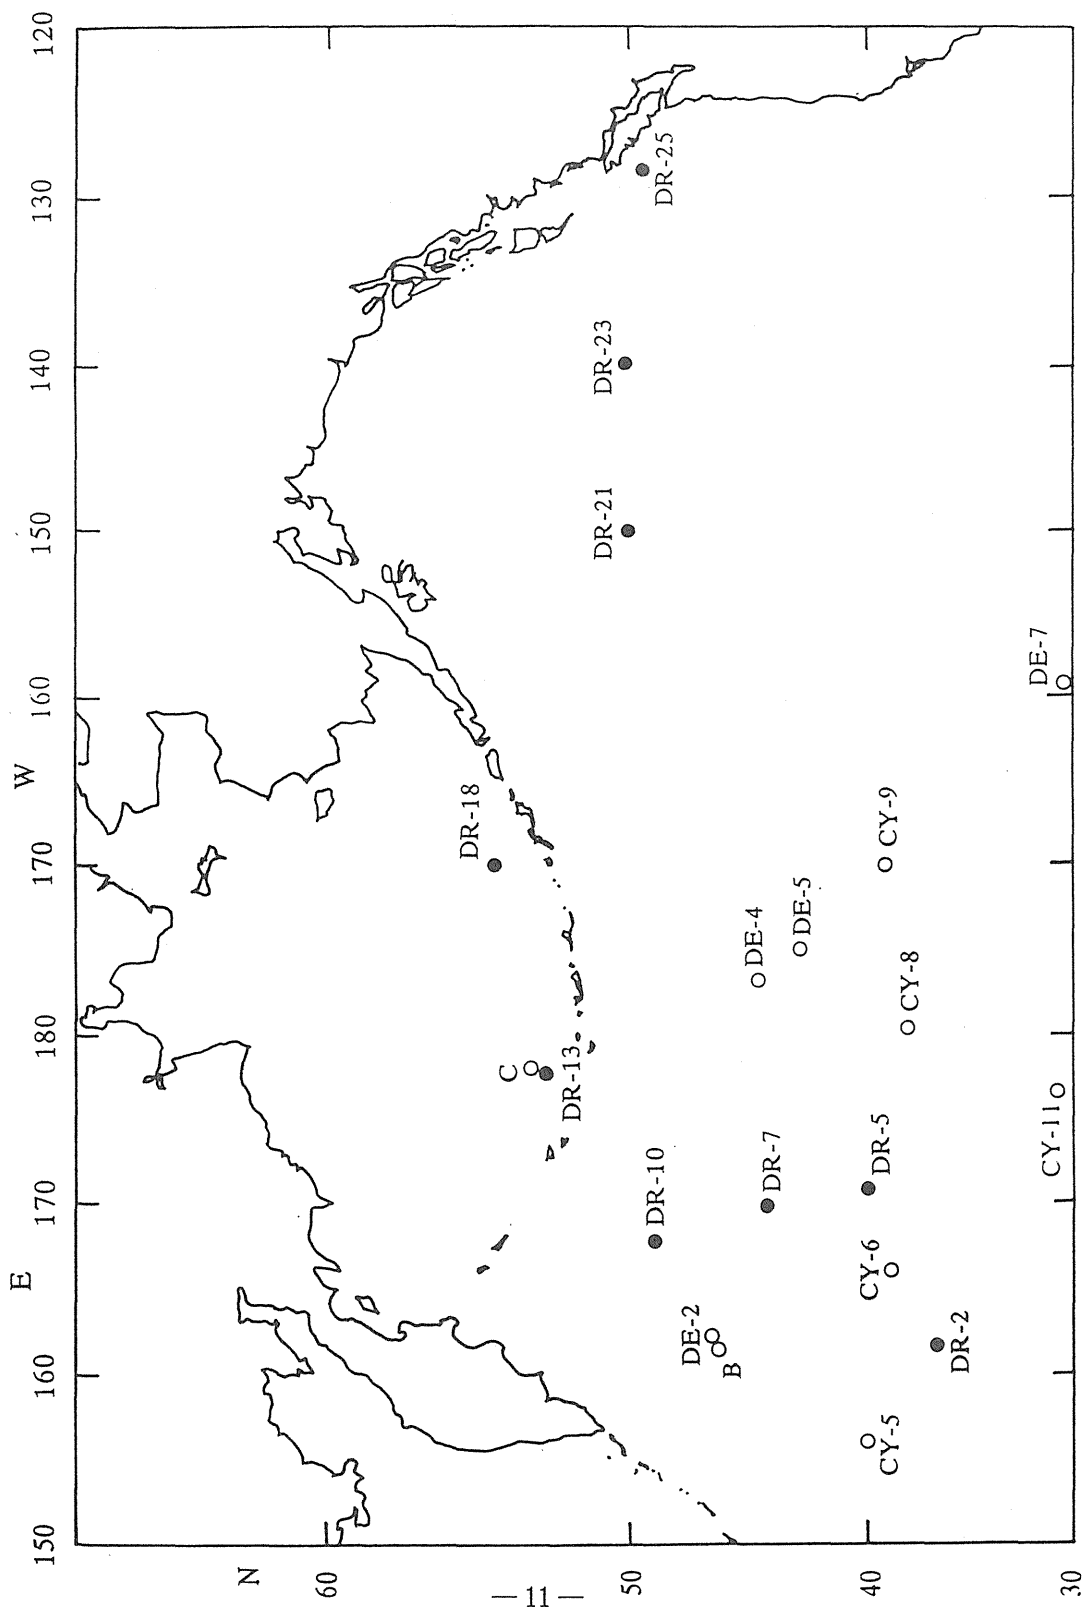 E
W
150
160
170
180
170
160
150
140
130
120
N
60
50
40
30
C
DR-13
DR-18
DR-21
DR-23
DR-25
DR-10
DR-7
DR-5
DE-2
B
CY-6
DR-2
CY-5
DE-4
DE-5
CY-8
CY-9
CY-11
DE-7
—11—